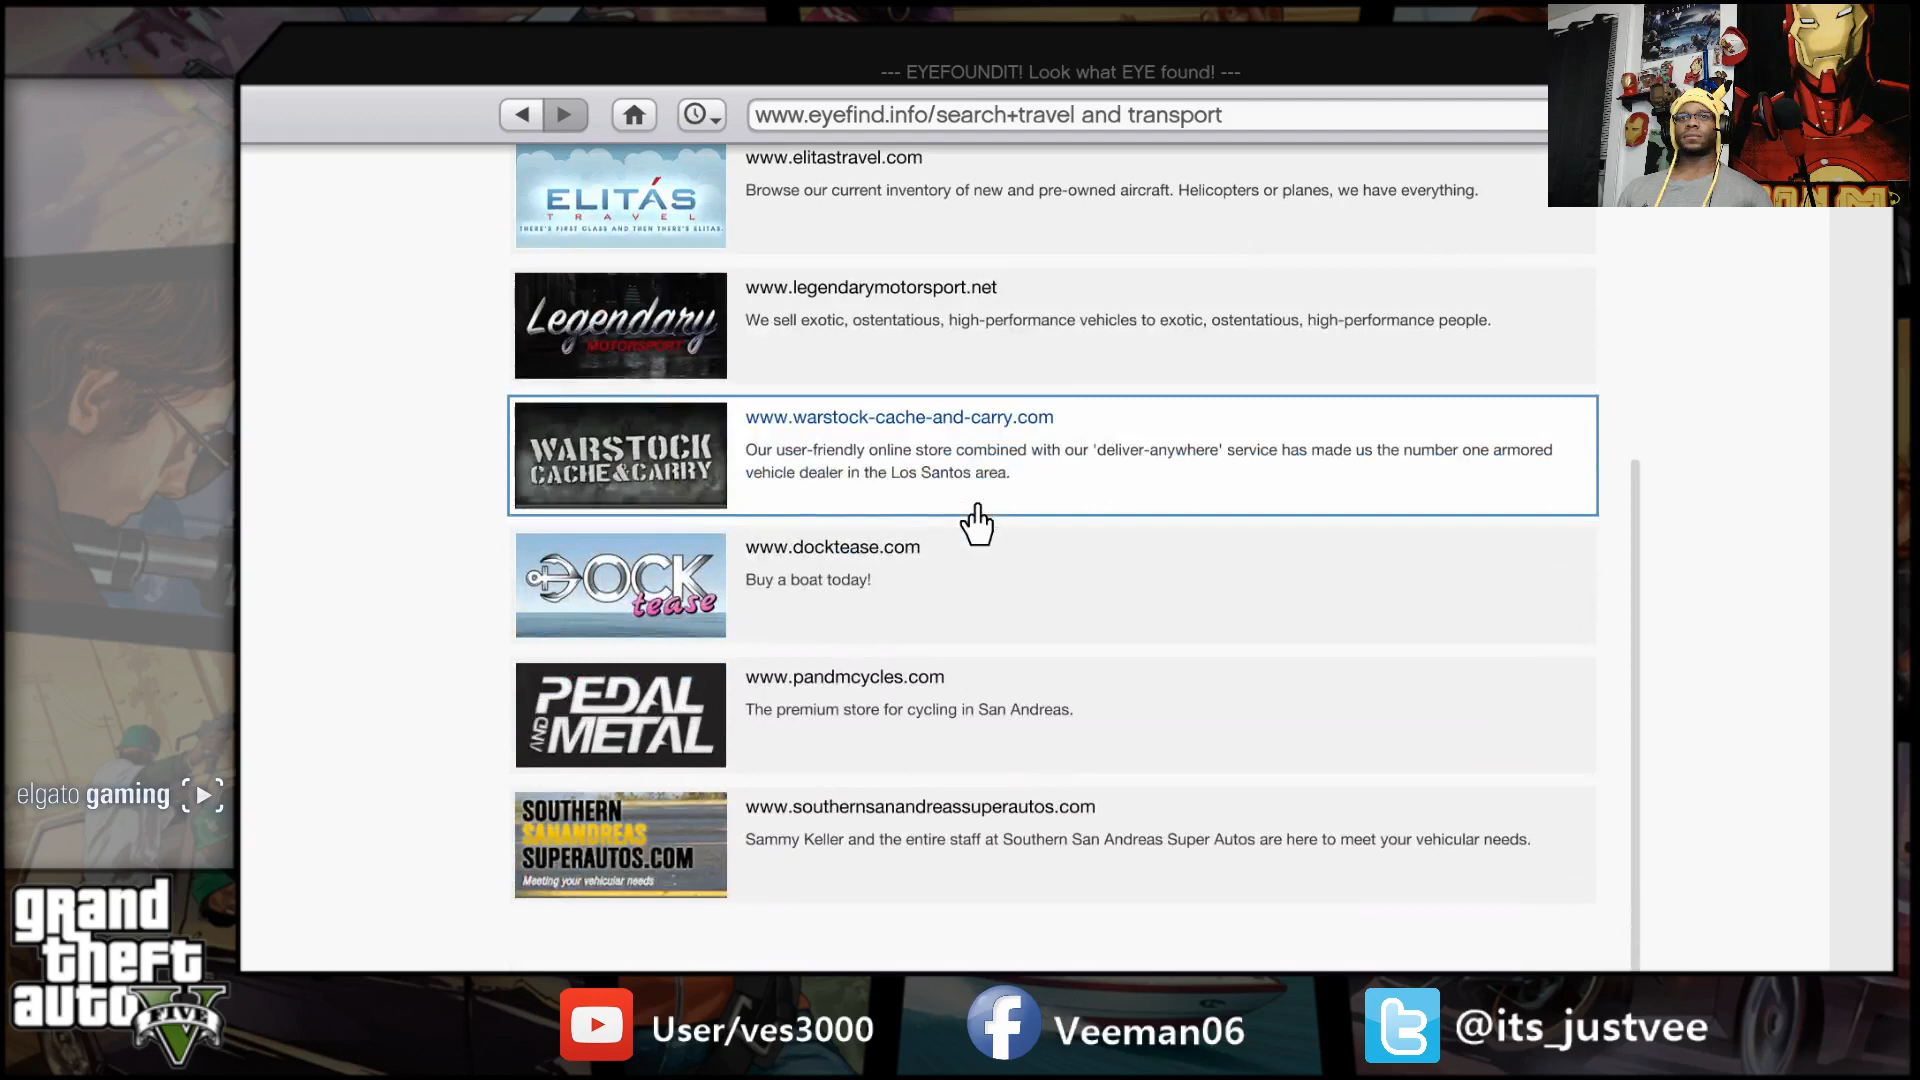 --- EYEFOUNDIT! Look what EYE found! ---
www.eyefind.info/search+travel and transport
ELITÁS
TRAVEL
THERE'S FIRST CLASS AND THEN THERE'S ELITAS.
www.elitastravel.com
Browse our current inventory of new and pre-owned aircraft. Helicopters or planes, we have everything.
Legendary
MOTORSPORT
www.legendarymotorsport.net
We sell exotic, ostentatious, high-performance vehicles to exotic, ostentatious, high-performance people.
WARSTOCK
CACHE&CARRY
www.warstock-cache-and-carry.com
Our user-friendly online store combined with our 'deliver-anywhere' service has made us the number one armored
vehicle dealer in the Los Santos area.
DOCK
tease
www.docktease.com
Buy a boat today!
PEDAL
AND METAL
www.pandmcycles.com
The premium store for cycling in San Andreas.
SOUTHERN
SANANDREAS
SUPERAUTOS.COM
Meeting your vehicular needs
www.southernsanandreassuperautos.com
Sammy Keller and the entire staff at Southern San Andreas Super Autos are here to meet your vehicular needs.
elgato gaming
grand
theft
auto
FIVE
User/ves3000
Veeman06
@its_justvee